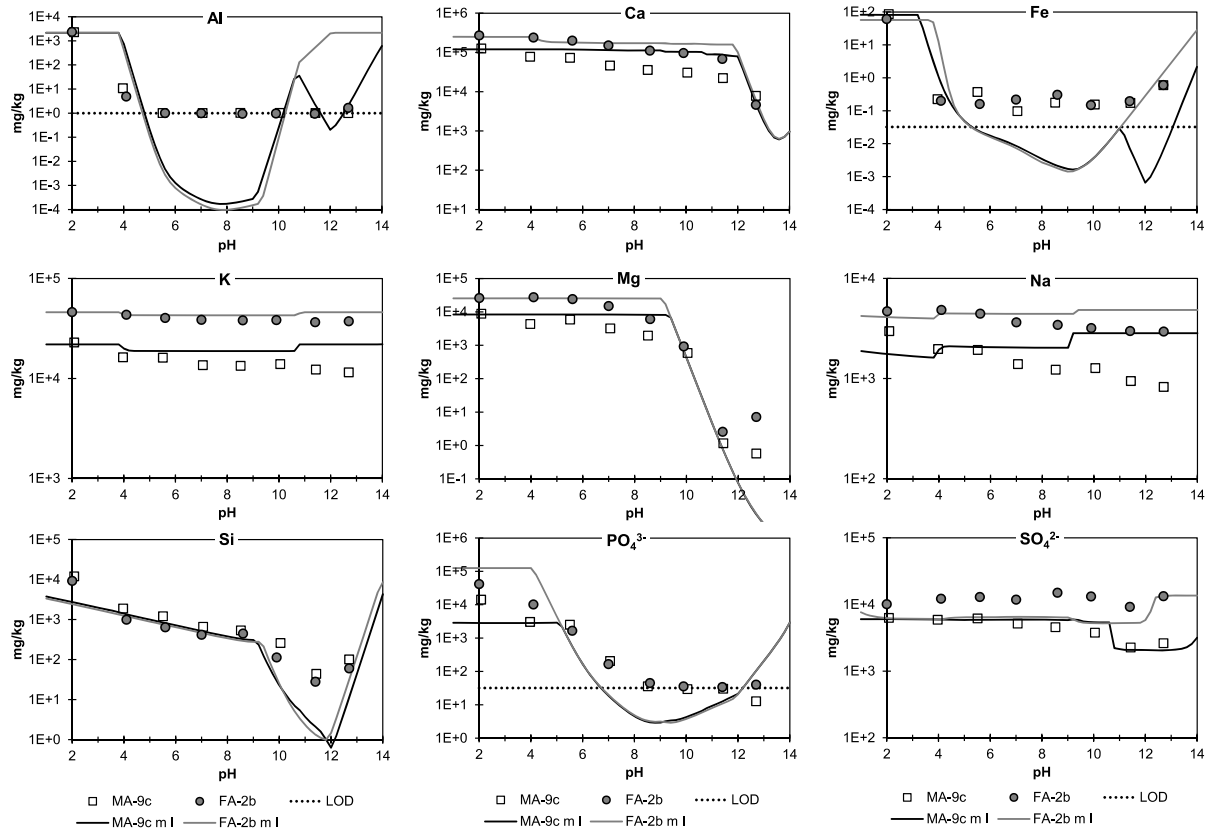 Al
1E+4
1E+3
1E+2
1E+1
1E+0
1E-1
1E-2
1E-3
1E-4
mg/kg
2 4 6 8 10 12 14
pH
Ca
1E+6
1E+5
1E+4
1E+3
1E+2
1E+1
mg/kg
2 4 6 8 10 12 14
pH
Fe
1E+2
1E+1
1E+0
1E-1
1E-2
1E-3
1E-4
mg/kg
2 4 6 8 10 12 14
pH
K
1E+5
1E+4
1E+3
mg/kg
2 4 6 8 10 12 14
pH
Mg
1E+5
1E+4
1E+3
1E+2
1E+1
1E+0
1E-1
mg/kg
2 4 6 8 10 12 14
pH
Na
1E+4
1E+3
1E+2
mg/kg
2 4 6 8 10 12 14
pH
Si
1E+5
1E+4
1E+3
1E+2
1E+1
1E+0
mg/kg
2 4 6 8 10 12 14
pH
PO₄³⁻
1E+6
1E+5
1E+4
1E+3
1E+2
1E+1
1E+0
mg/kg
2 4 6 8 10 12 14
pH
SO₄²⁻
1E+5
1E+4
1E+3
1E+2
mg/kg
2 4 6 8 10 12 14
pH
MA-9c FA-2b LOD
MA-9c m I FA-2b m I
MA-9c FA-2b LOD
MA-9c m I FA-2b m I
MA-9c FA-2b LOD
MA-9c m I FA-2b m I